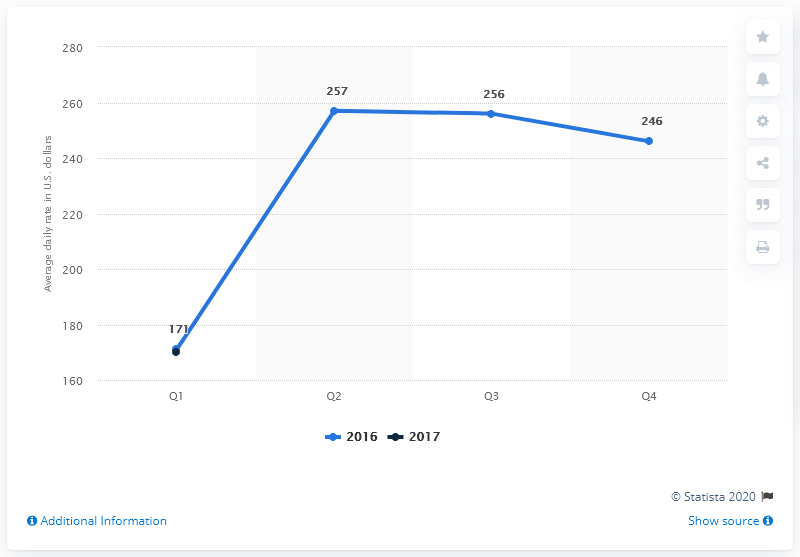 280
260
240
220
200
180
160
Average daily rate in U.S. dollars
171
257
256
246
Q1 Q2 Q3 Q4
2016 2017
© Statista 2020
Additional Information
Show source